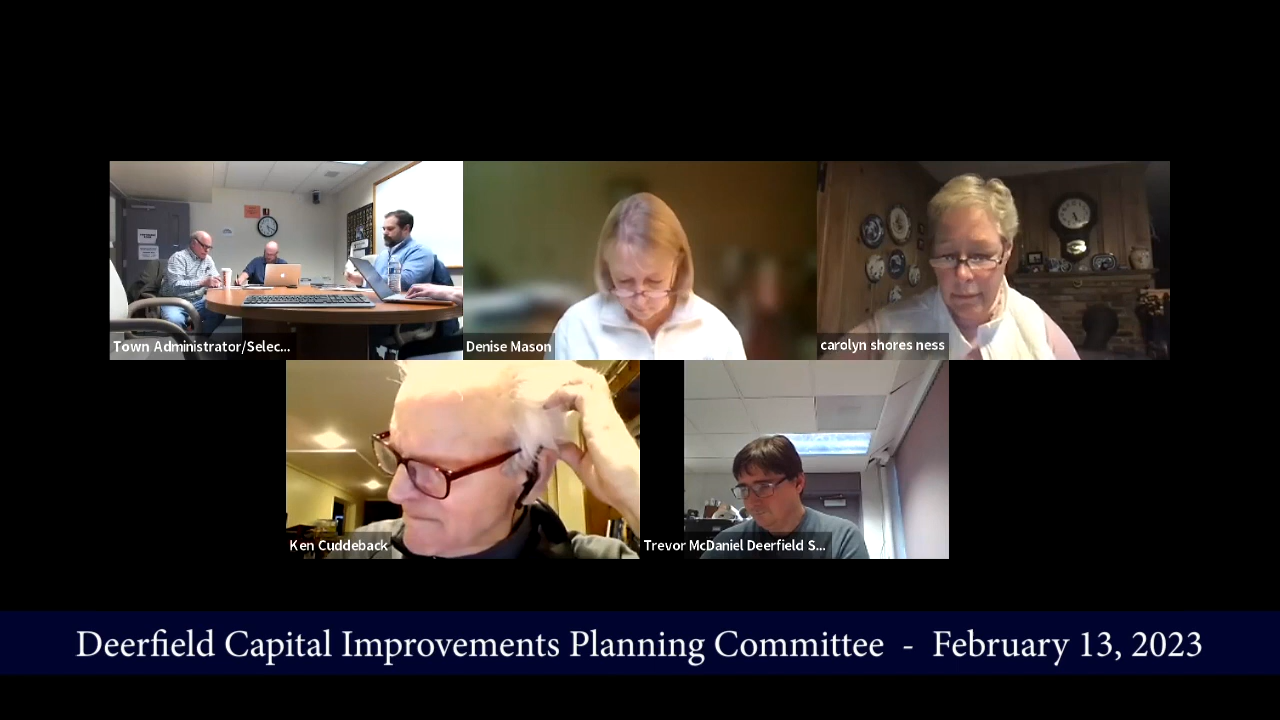 Town Administrator/Selec...
Denise Mason
carolyn shores ness
Ken Cuddeback
Trevor McDaniel Deerfield S...
Deerfield Capital Improvements Planning Committee - February 13, 2023